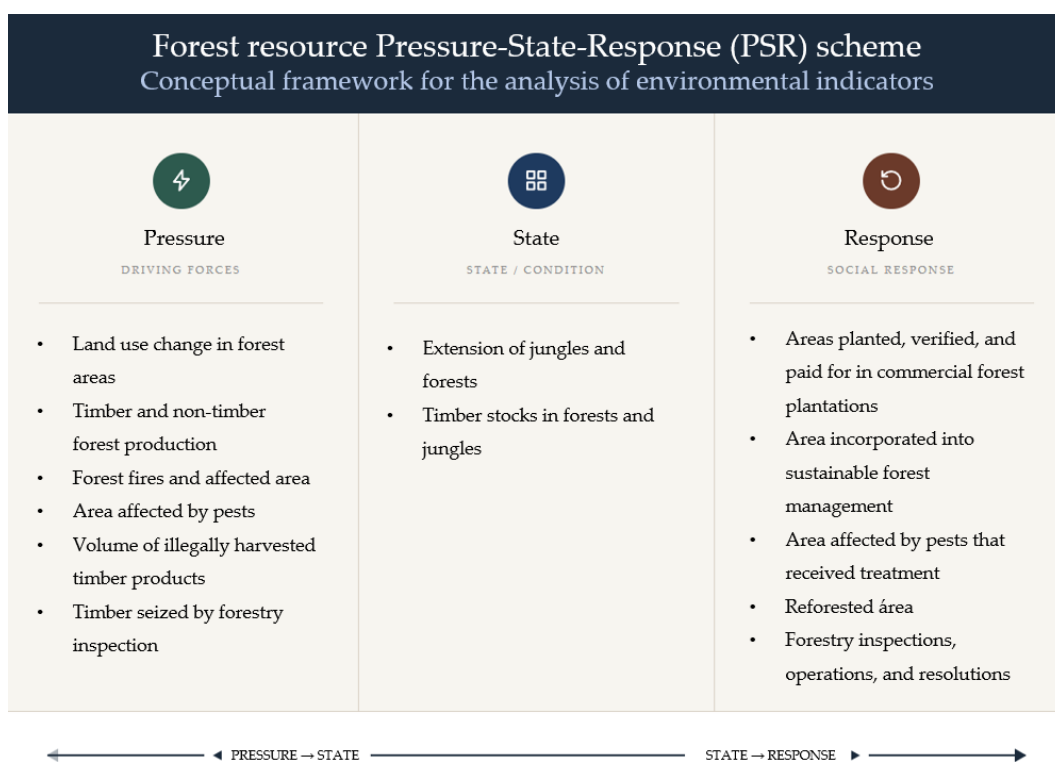 Forest resource Pressure-State-Response (PSR) scheme
Conceptual framework for the analysis of environmental indicators
Pressure
DRIVING FORCES
• Land use change in forest
areas
• Timber and non-timber
forest production
• Forest fires and affected area
• Area affected by pests
• Volume of illegally harvested
timber products
• Timber seized by forestry
inspection
State
STATE / CONDITION
• Extension of jungles and
forests
• Timber stocks in forests and
jungles
Response
SOCIAL RESPONSE
• Areas planted, verified, and
paid for in commercial forest
plantations
• Area incorporated into
sustainable forest
management
• Area affected by pests that
received treatment
• Reforested área
• Forestry inspections,
operations, and resolutions
◄ PRESSURE → STATE
STATE → RESPONSE ►